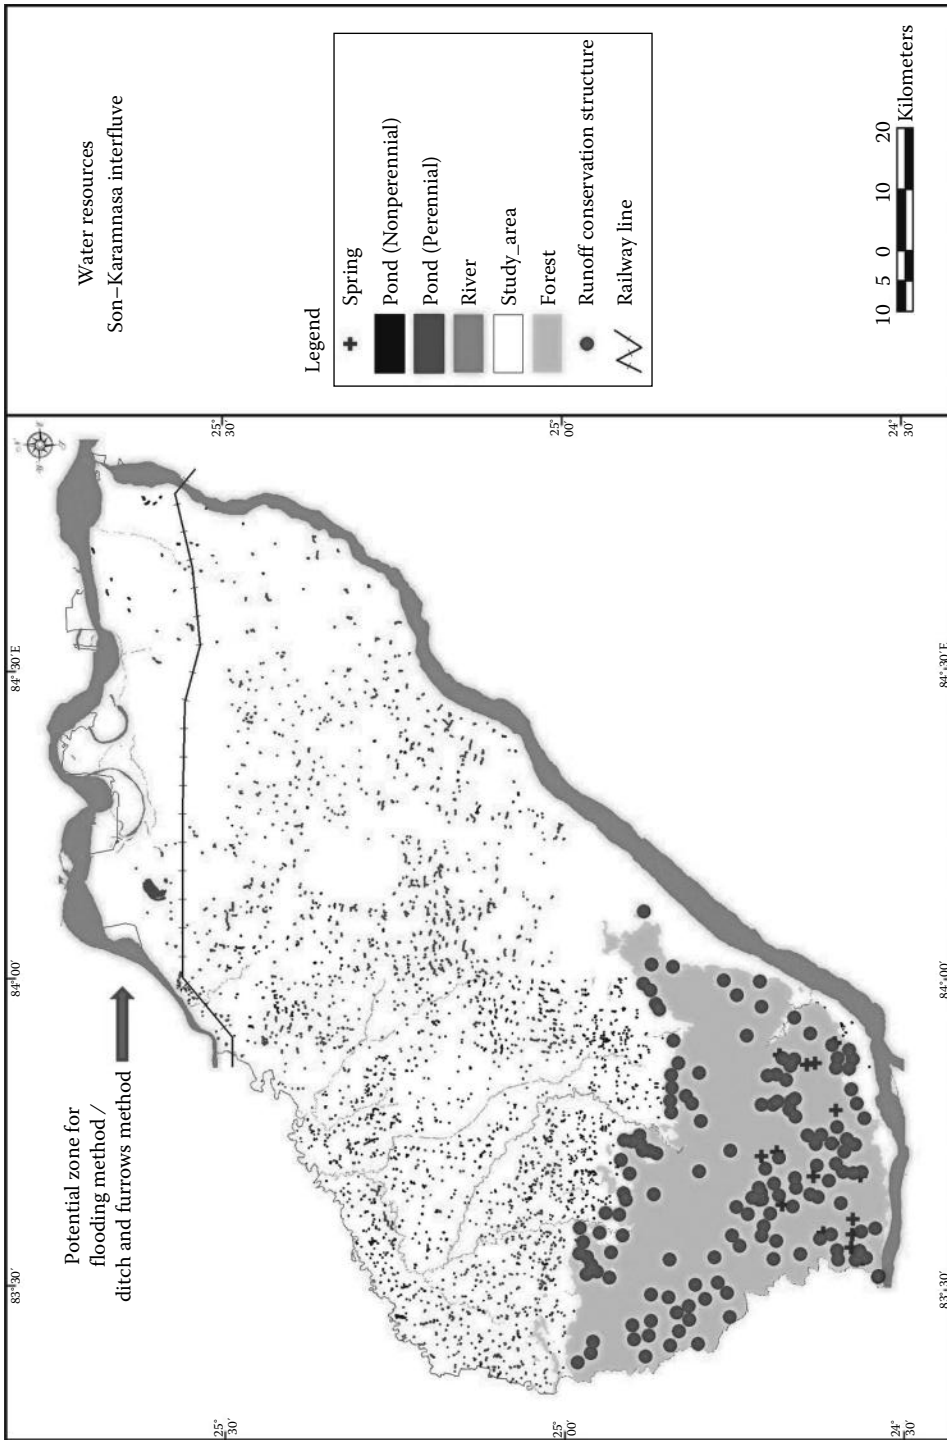 Water resources
Son–Karamnasa interfluve
Legend
Spring
Pond (Nonperennial)
Pond (Perennial)
River
Study_area
Forest
Runoff conservation structure
Railway line
10 5 0 10 20
Kilometers
Potential zone for
flooding method /
ditch and furrows method
83°30′
84°00′
84°30′E
83°30′
84°00′
84°30′E
25°
30′
25°
00′
24°
30′
25°
30′
25°
00′
24°
30′